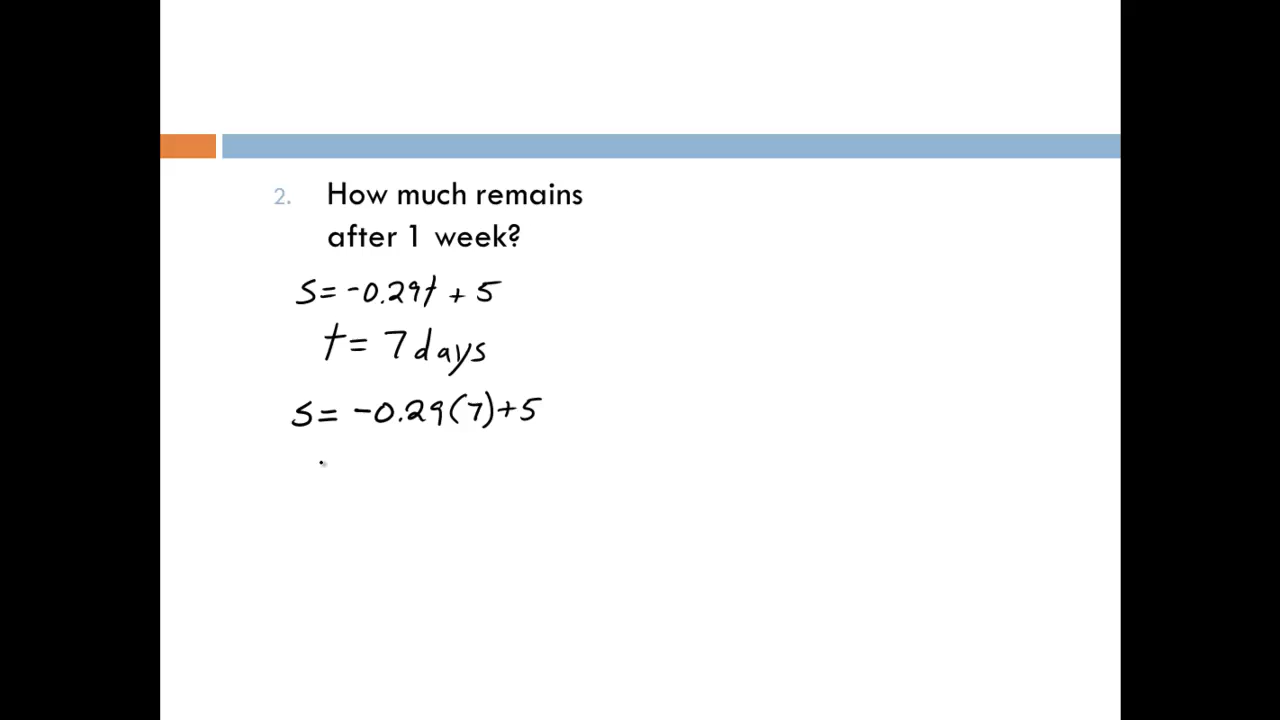 2. How much remains
after 1 week?
S = -0.29t + 5
t = 7 days
S = -0.29(7)+5